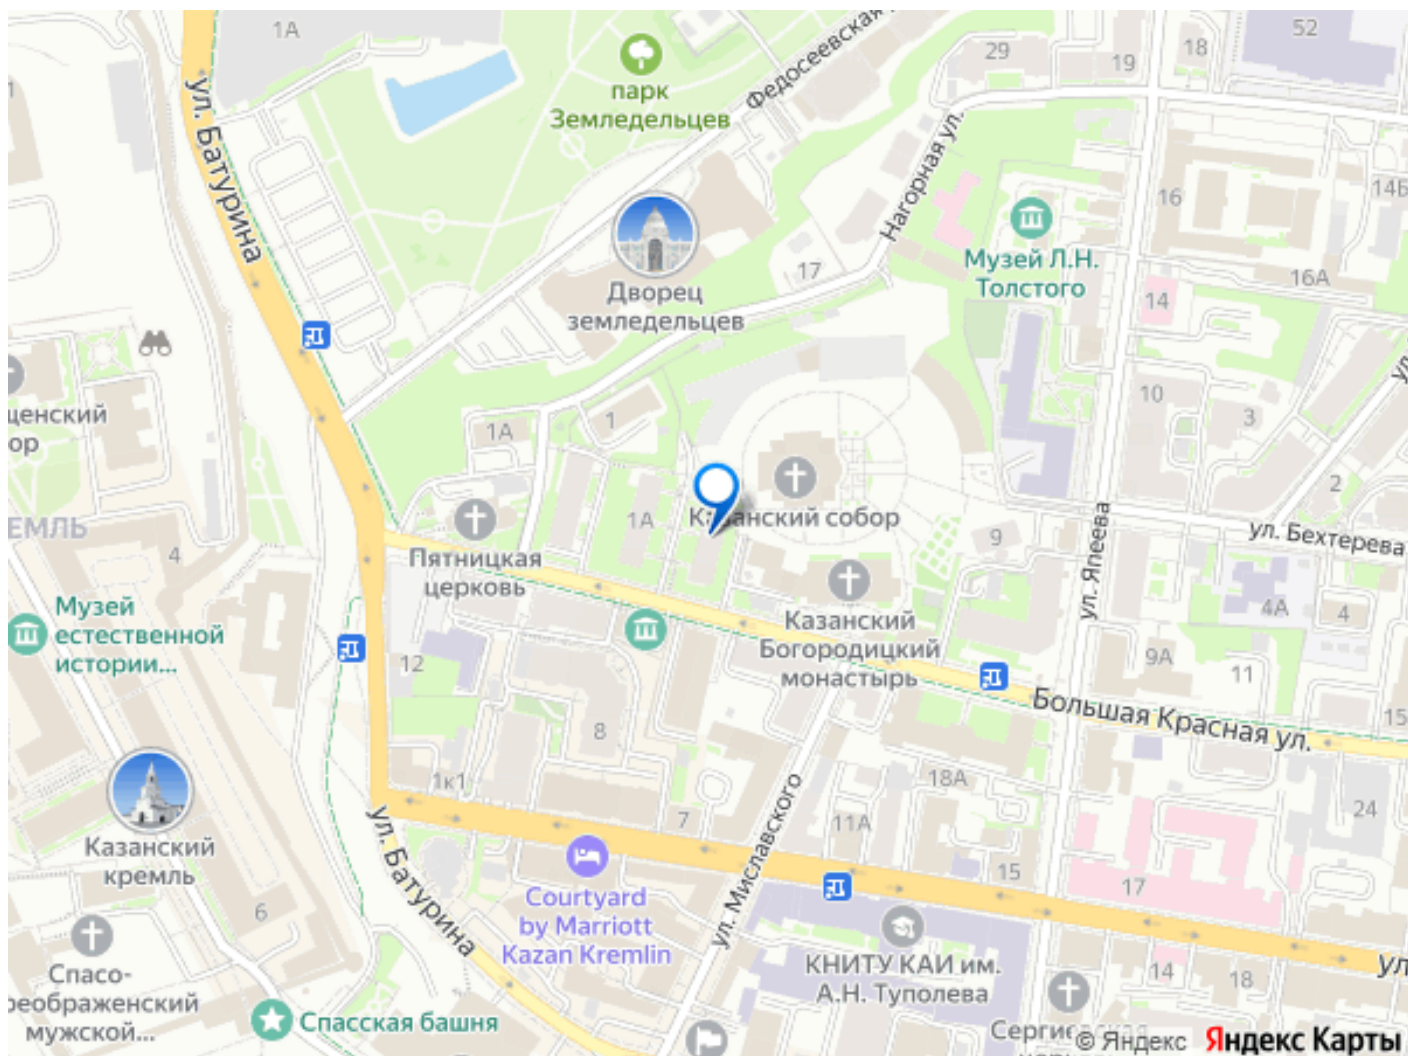 1А
52
29
18
19
ул. Батурина
парк
Земледельцев
Федосеевская
Нагорная ул.
16
14Б
Музей Л.Н.
Толстого
17
16А
14
Дворец
земледельцев
10
3
щенский
ор
1А
1
2
ЕМЛЬ
4
1А
Казанский собор
9
ул. Япеева
ул. Бехтерева
Пятницкая
церковь
4А
4
Музей
естественной
истории...
12
Казанский
Богородицкий
монастырь
9А
11
Большая Красная ул.
15
8
1к1
18А
24
Казанский
кремль
7
11А
ул. Миславского
15
17
ул. Батурина
6
Courtyard
by Marriott
Kazan Kremlin
КНИТУ КАИ им.
А.Н. Туполева
14
18
ул
Спасо-
реображенский
мужской...
Спасская башня
© Яндекс Яндекс Карты